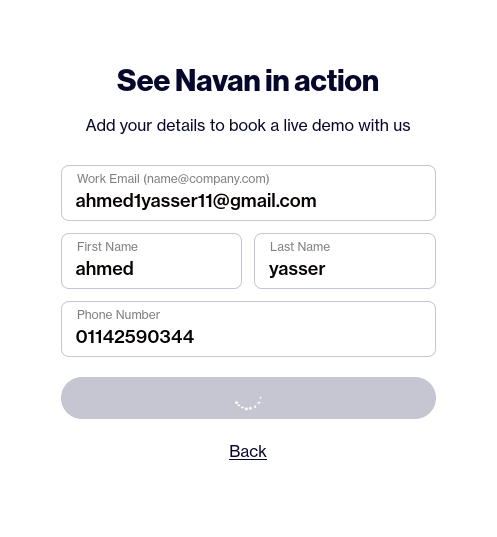 See Navan in action
Add your details to book a live demo with us
Work Email (name@company.com)
ahmed1yasser11@gmail.com
First Name
ahmed
Last Name
yasser
Phone Number
01142590344
Back